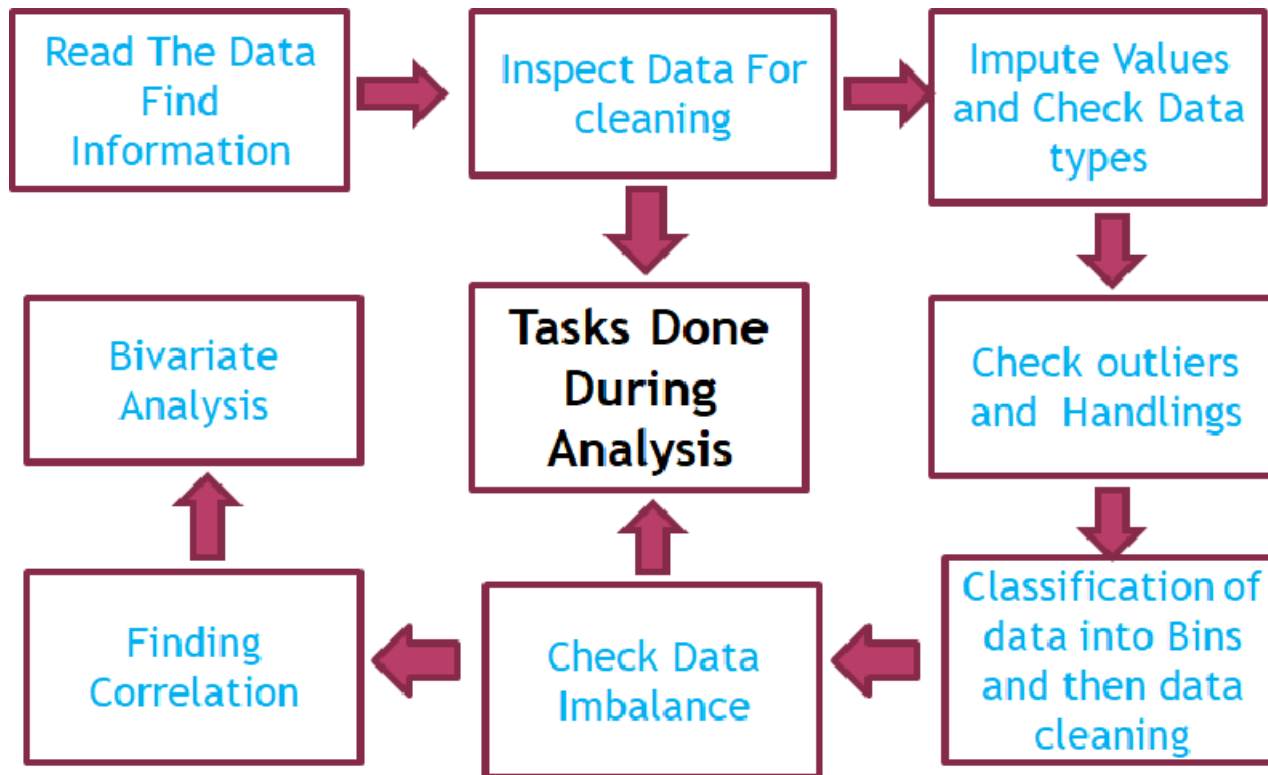 Read The Data
Find
Information
Inspect Data For
cleaning
Impute Values
and Check Data
types
Bivariate
Analysis
Tasks Done
During
Analysis
Check outliers
and Handlings
Finding
Correlation
Check Data
Imbalance
Classification of
data into Bins
and then data
cleaning